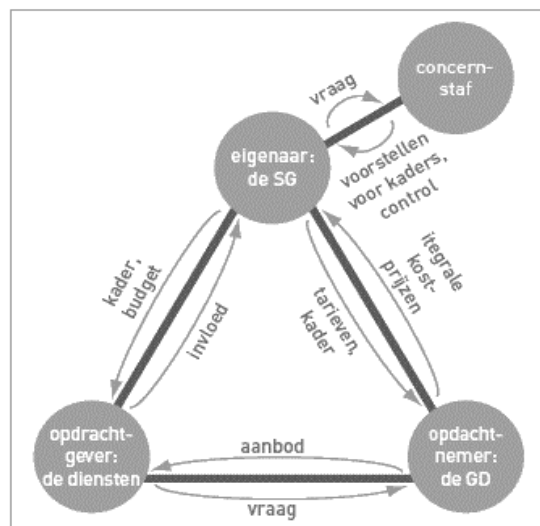 concern-
staf
vraag
eigenaar:
de SG
voorstellen
voor kaders,
control
kader,
budget
invloed
tarieven,
kader
itegrale
kost-
prijzen
opdracht-
gever:
de diensten
aanbod
vraag
opdacht-
nemer:
de GD